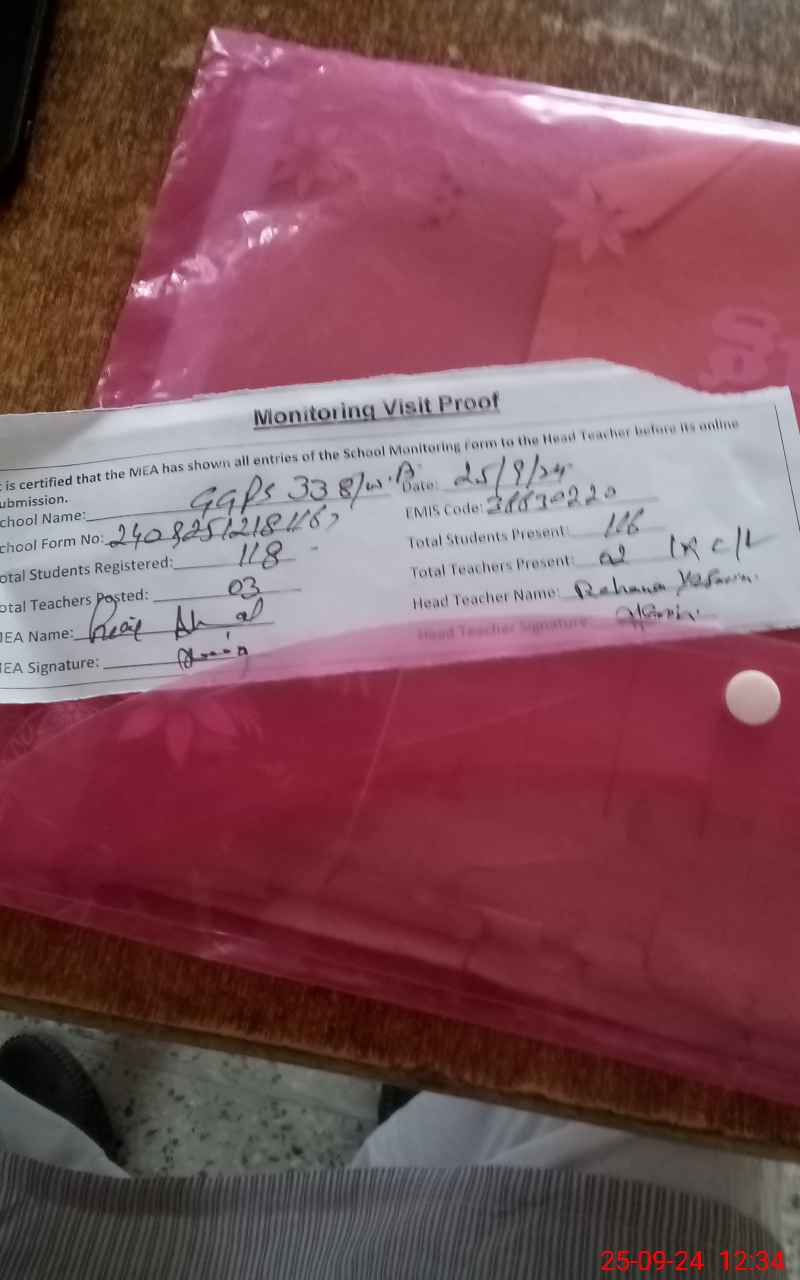 Monitoring Visit Proof
is certified that the MEA has shown all entries of the School Monitoring Form to the Head Teacher before its online
ubmission.
chool Name: GGPS 338/w.B Date: 25/9/24
chool Form No: EMIS Code:
otal Students Registered: 118 Total Students Present: 116
otal Teachers Posted: 03 Total Teachers Present: 02
MEA Name: Head Teacher Name: Rehana
MEA Signature: Head Teacher Signature:
25-09-24 12:34